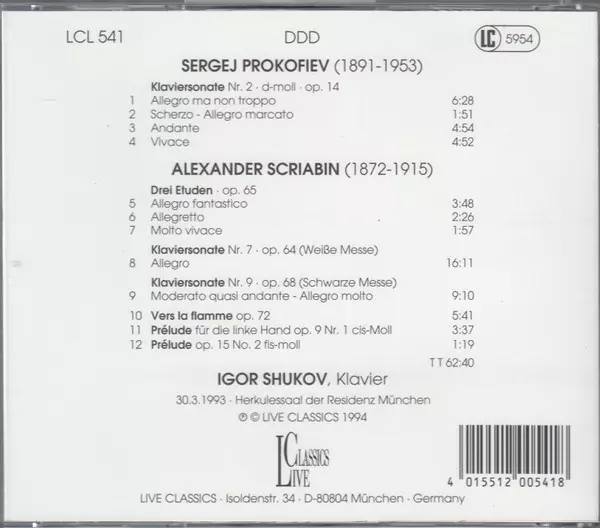 LCL 541 DDD LC 5954
SERGEJ PROKOFIEV (1891-1953)
Klaviersonate Nr. 2 · d-moll · op. 14
1 Allegro ma non troppo 6:28
2 Scherzo - Allegro marcato 1:51
3 Andante 4:54
4 Vivace 4:52
ALEXANDER SCRIABIN (1872-1915)
Drei Etuden · op. 65
5 Allegro fantastico 3:48
6 Allegretto 2:26
7 Molto vivace 1:57
Klaviersonate Nr. 7 · op. 64 (Weiße Messe)
8 Allegro 16:11
Klaviersonate Nr. 9 · op. 68 (Schwarze Messe)
9 Moderato quasi andante - Allegro molto 9:10
10 Vers la flamme op. 72 5:41
11 Prélude für die linke Hand op. 9 Nr. 1 cis-Moll 3:37
12 Prélude op. 15 No. 2 fis-moll 1:19
T T 62:40
IGOR SHUKOV, Klavier
30.3.1993 · Herkulessaal der Residenz München
℗ © LIVE CLASSICS 1994
CLASSICS
LIVE
LIVE CLASSICS · Isoldenstr. 34 · D-80804 München · Germany
4 015512 005418